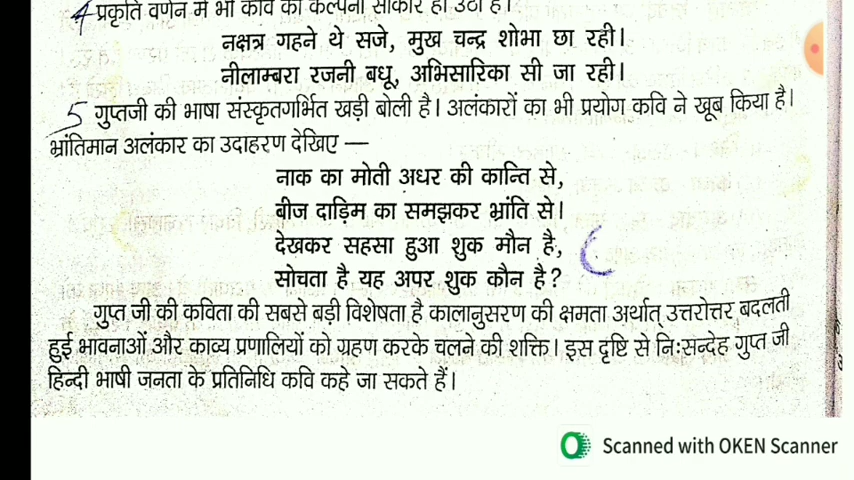 4 प्रकृति वर्णन में भी कवि की कल्पना साकार हो उठी है।
नक्षत्र गहने थे सजे, मुख चन्द्र शोभा छा रही।
नीलाम्बरा रजनी बधू, अभिसारिका सी जा रही।
5 गुप्तजी की भाषा संस्कृतगर्भित खड़ी बोली है। अलंकारों का भी प्रयोग कवि ने खूब किया है।
भ्रांतिमान अलंकार का उदाहरण देखिए —
नाक का मोती अधर की कान्ति से,
बीज दाड़िम का समझकर भ्रांति से।
देखकर सहसा हुआ शुक मौन है,
सोचता है यह अपर शुक कौन है?
गुप्त जी की कविता की सबसे बड़ी विशेषता है कालानुसरण की क्षमता अर्थात् उत्तरोत्तर बदलती
हुई भावनाओं और काव्य प्रणालियों को ग्रहण करके चलने की शक्ति। इस दृष्टि से निःसन्देह गुप्त जी
हिन्दी भाषी जनता के प्रतिनिधि कवि कहे जा सकते हैं।
Scanned with OKEN Scanner